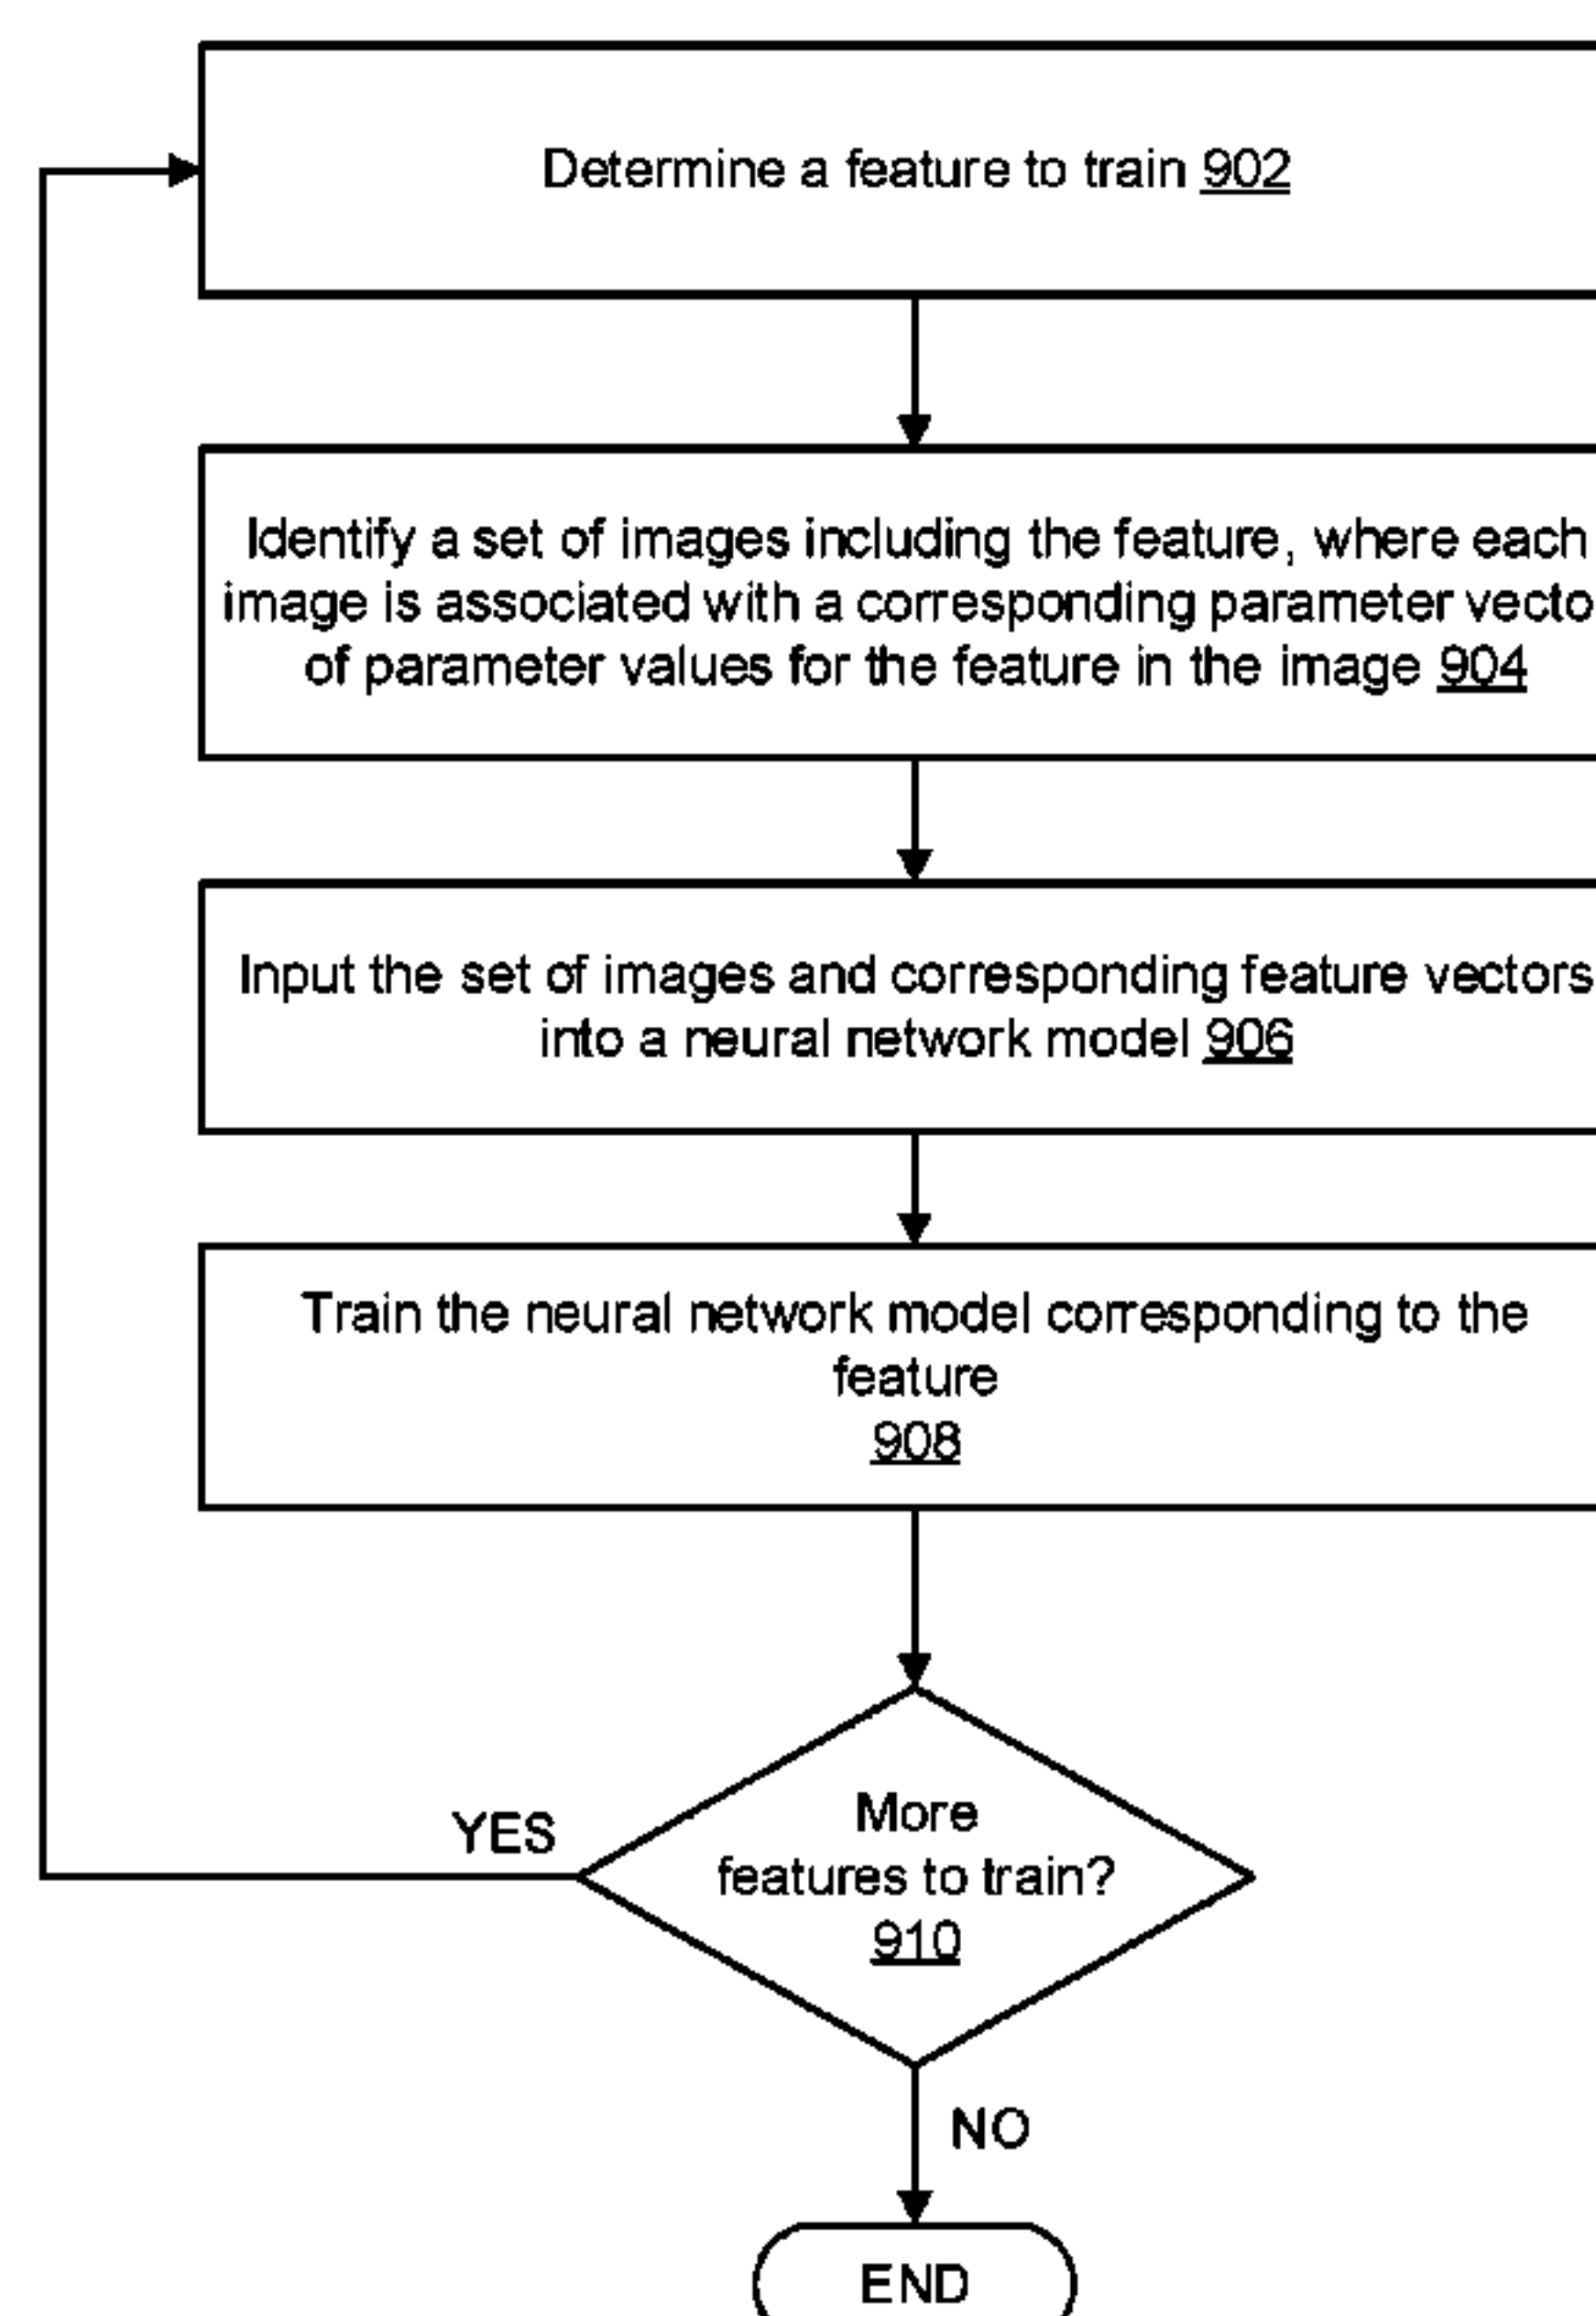 Determine a feature to train 902
Identify a set of images including the feature, where each
image is associated with a corresponding parameter vecto
of parameter values for the feature in the image 904
Input the set of images and corresponding feature vectors
into a neural network model 906
Train the neural network model corresponding to the
feature
908
More
features to train?
910
YES
NO
END